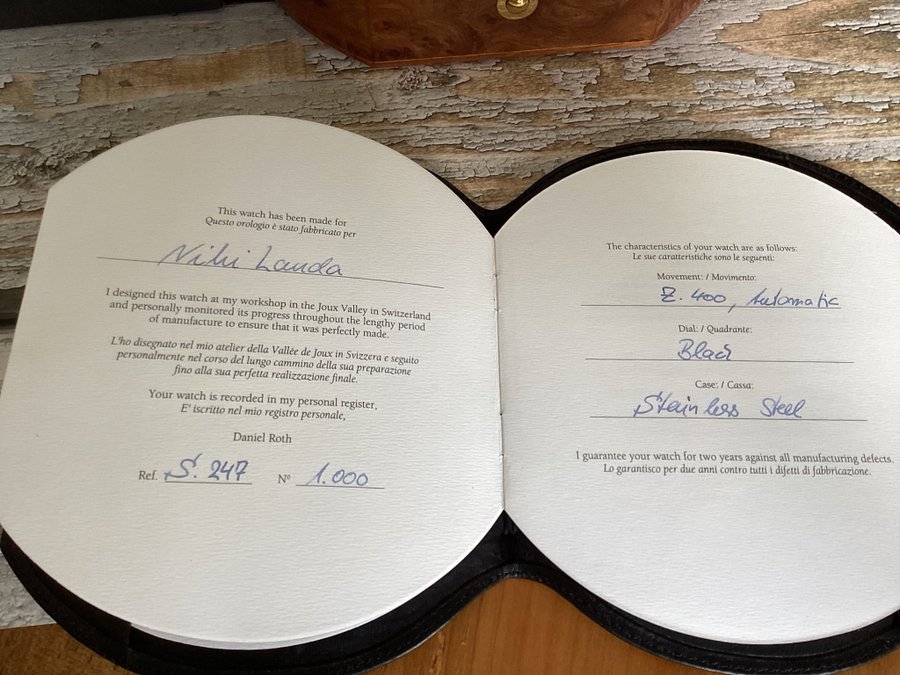 This watch has been made for
Questo orologio è stato fabbricato per
Niki Lauda
I designed this watch at my workshop in the Joux Valley in Switzerland
and personally monitored its progress throughout the lengthy period
of manufacture to ensure that it was perfectly made.
L'ho disegnato nel mio atelier della Vallée de Joux in Svizzera e seguito
personalmente nel corso del lungo cammino della sua preparazione
fino alla sua perfetta realizzazione finale.
Your watch is recorded in my personal register,
E' iscritto nel mio registro personale,
Daniel Roth
Ref. S. 247 N° 1.000
The characteristics of your watch are as follows:
Le sue caratteristiche sono le seguenti:
Movement: / Movimento:
Z. 400, Automatic
Dial: / Quadrante:
Black
Case: / Cassa:
Stainless Steel
I guarantee your watch for two years against all manufacturing defects.
Lo garantisco per due anni contro tutti i difetti di fabbricazione.